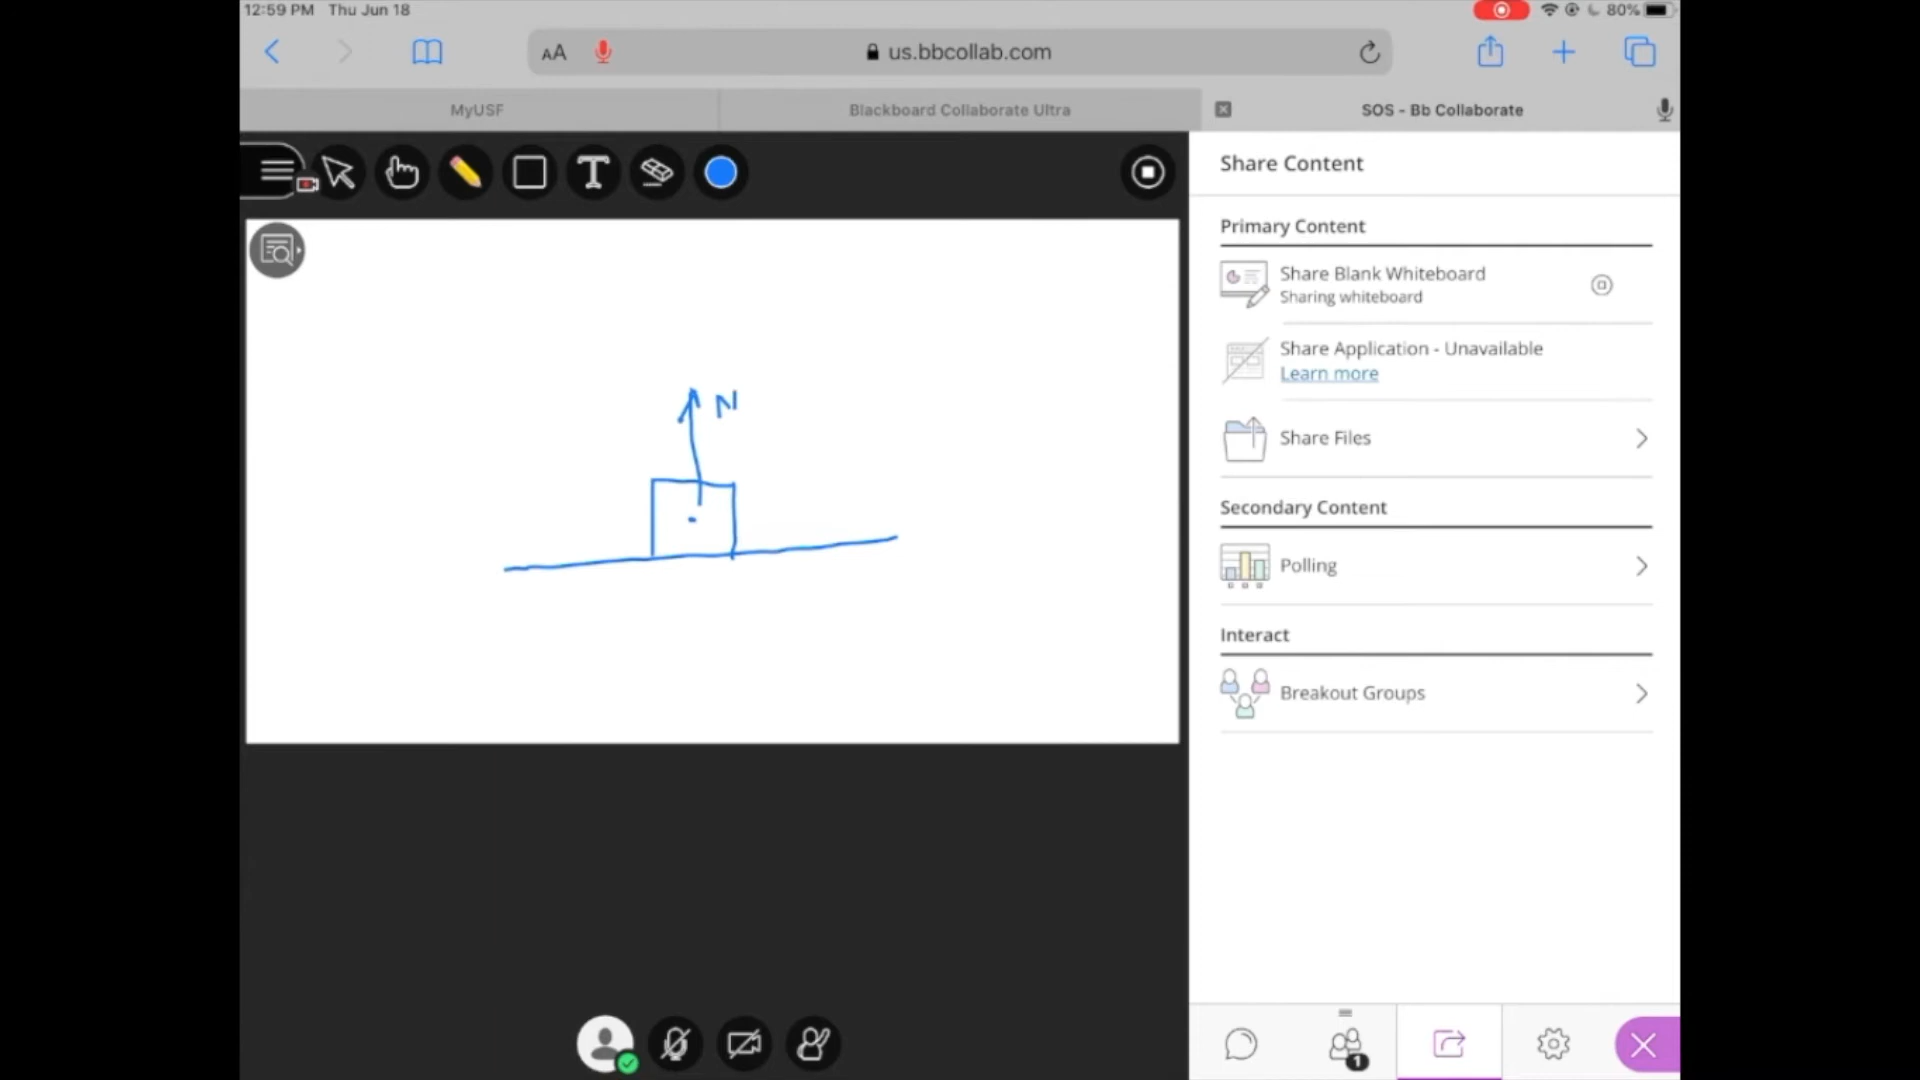 12:59 PM Thu Jun 18
80%
AA
us.bbcollab.com
MyUSF
Blackboard Collaborate Ultra
SOS - Bb Collaborate
T
Share Content
Primary Content
Share Blank Whiteboard
Sharing whiteboard
Share Application - Unavailable
Learn more
Share Files
Secondary Content
Polling
Interact
Breakout Groups
N
1